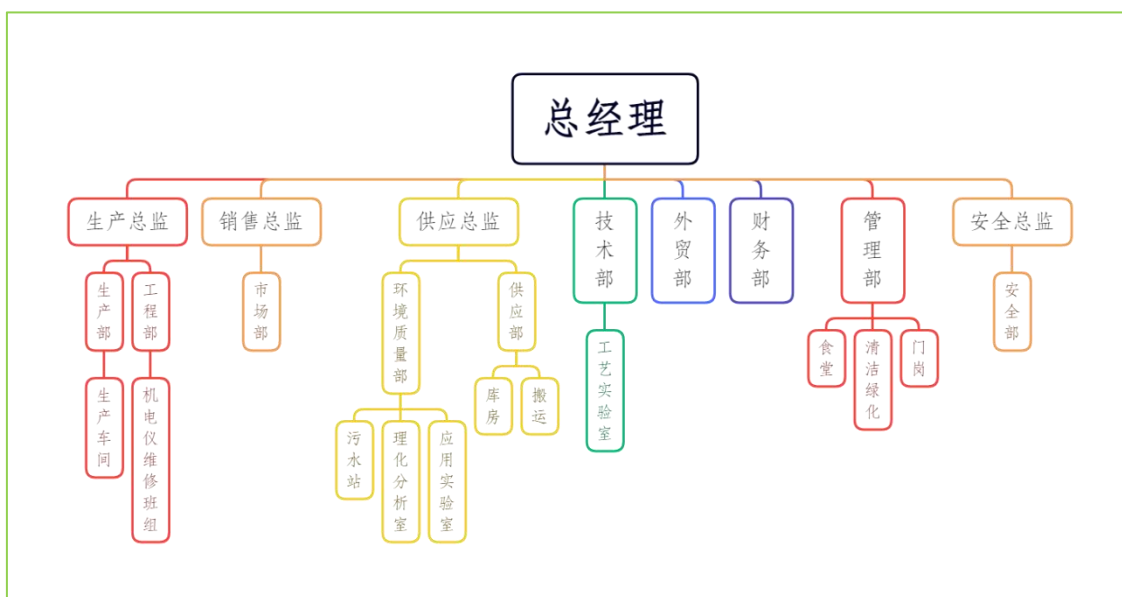 总经理
生产总监
销售总监
供应总监
技术部
外贸部
财务部
管理部
安全总监
生产部
工程部
市场部
环境质量部
供应部
工艺实验室
食堂
清洁绿化
门岗
安全部
生产车间
机电仪维修班组
污水站
理化分析室
应用实验室
库房
搬运